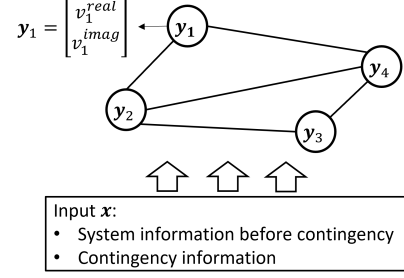 y₁ = [v₁^real v₁^imag]
y₁
y₄
y₂
y₃
Input x:
• System information before contingency
• Contingency information